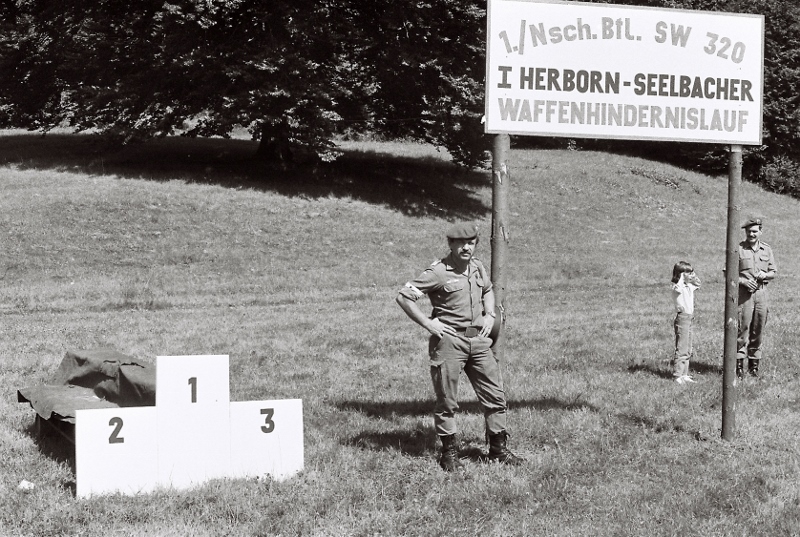 1./Nsch. Btl. SW 320
I HERBORN-SEELBACHER
WAFFENHINDERNISLAUF
1
2
3